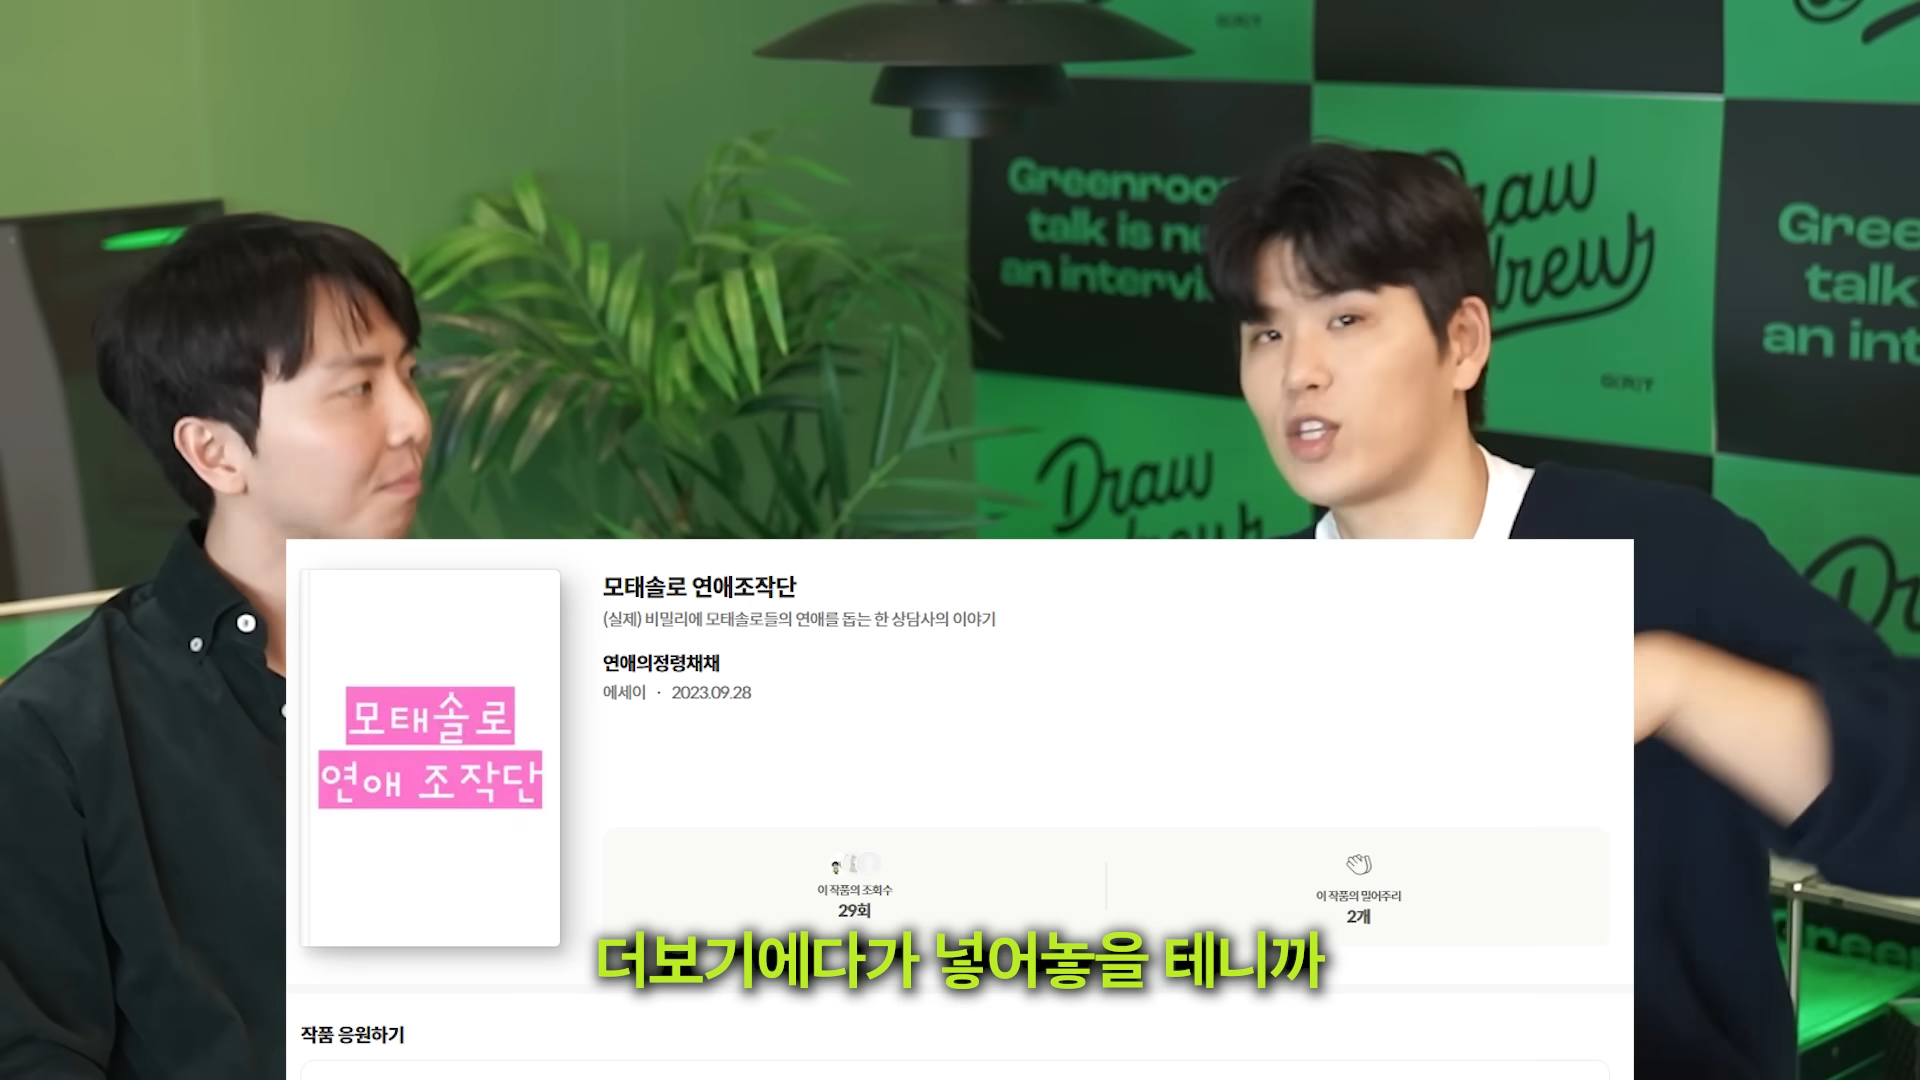 Greenroo
talk is no
an intervi
Draw
Drew
Gree
talk
an int
Draw
모태솔로 연애조작단
(실제) 비밀리에 모태솔로들의 연애를 돕는 한 상담사의 이야기
연애의정령채채
에세이 · 2023.09.28
모태솔로
연애 조작단
이 작품의 조회수
29회
이 작품의 밀어주리
2개
더보기에다가 넣어놓을 테니까
작품 응원하기